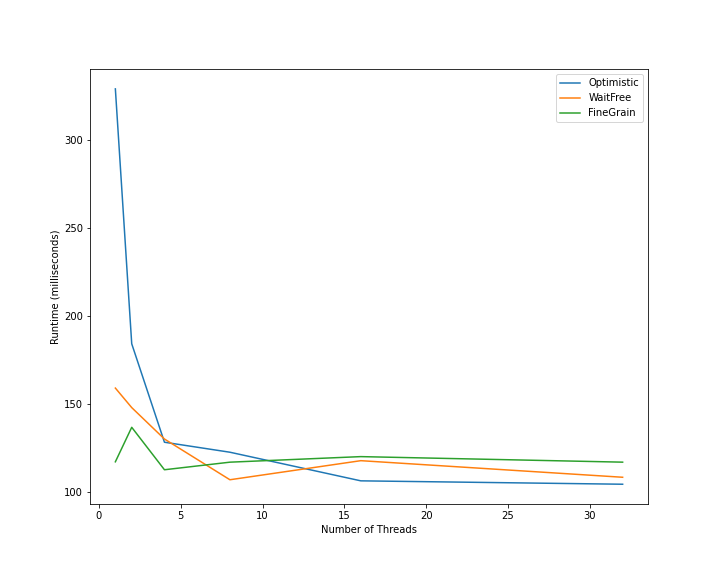 Optimistic
WaitFree
FineGrain
300
250
200
150
100
Runtime (milliseconds)
0 5 10 15 20 25 30
Number of Threads